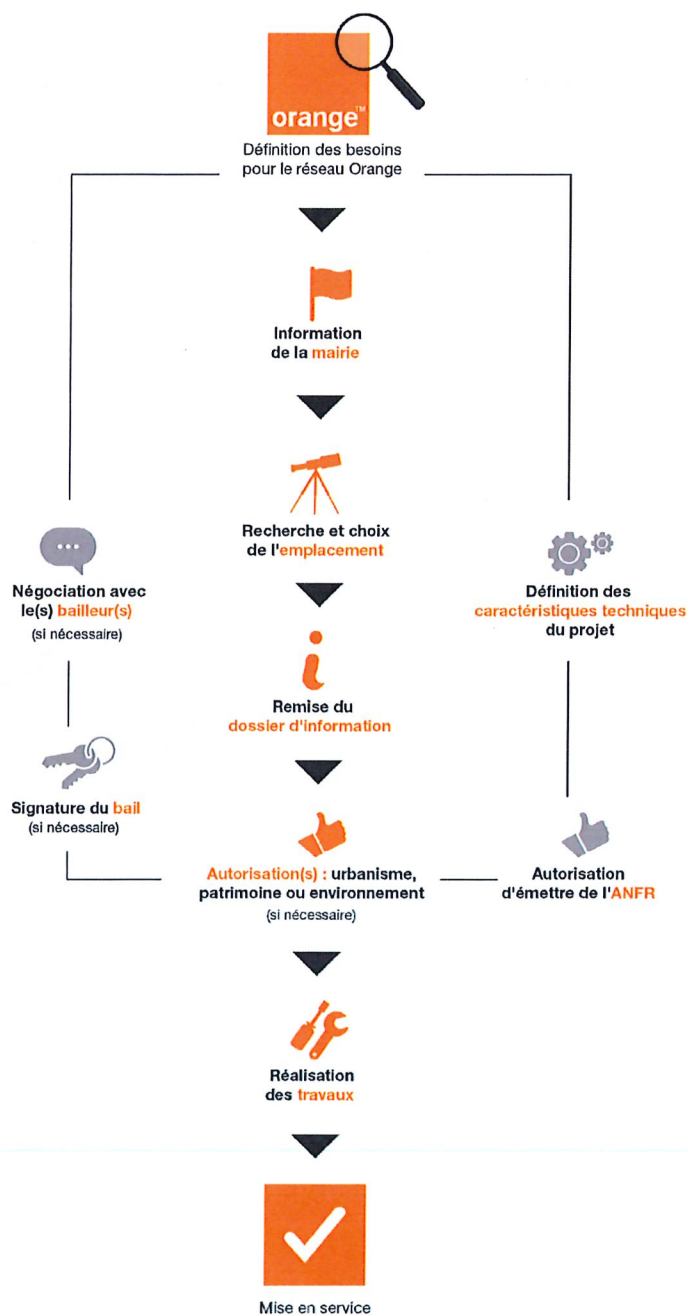 orange™
Définition des besoins
pour le réseau Orange
Information
de la mairie
Recherche et choix
de l'emplacement
Négociation avec
le(s) bailleur(s)
(si nécessaire)
Définition des
caractéristiques techniques
du projet
Remise du
dossier d'information
Signature du bail
(si nécessaire)
Autorisation(s) : urbanisme,
patrimoine ou environnement
(si nécessaire)
Autorisation
d'émettre de l'ANFR
Réalisation
des travaux
Mise en service